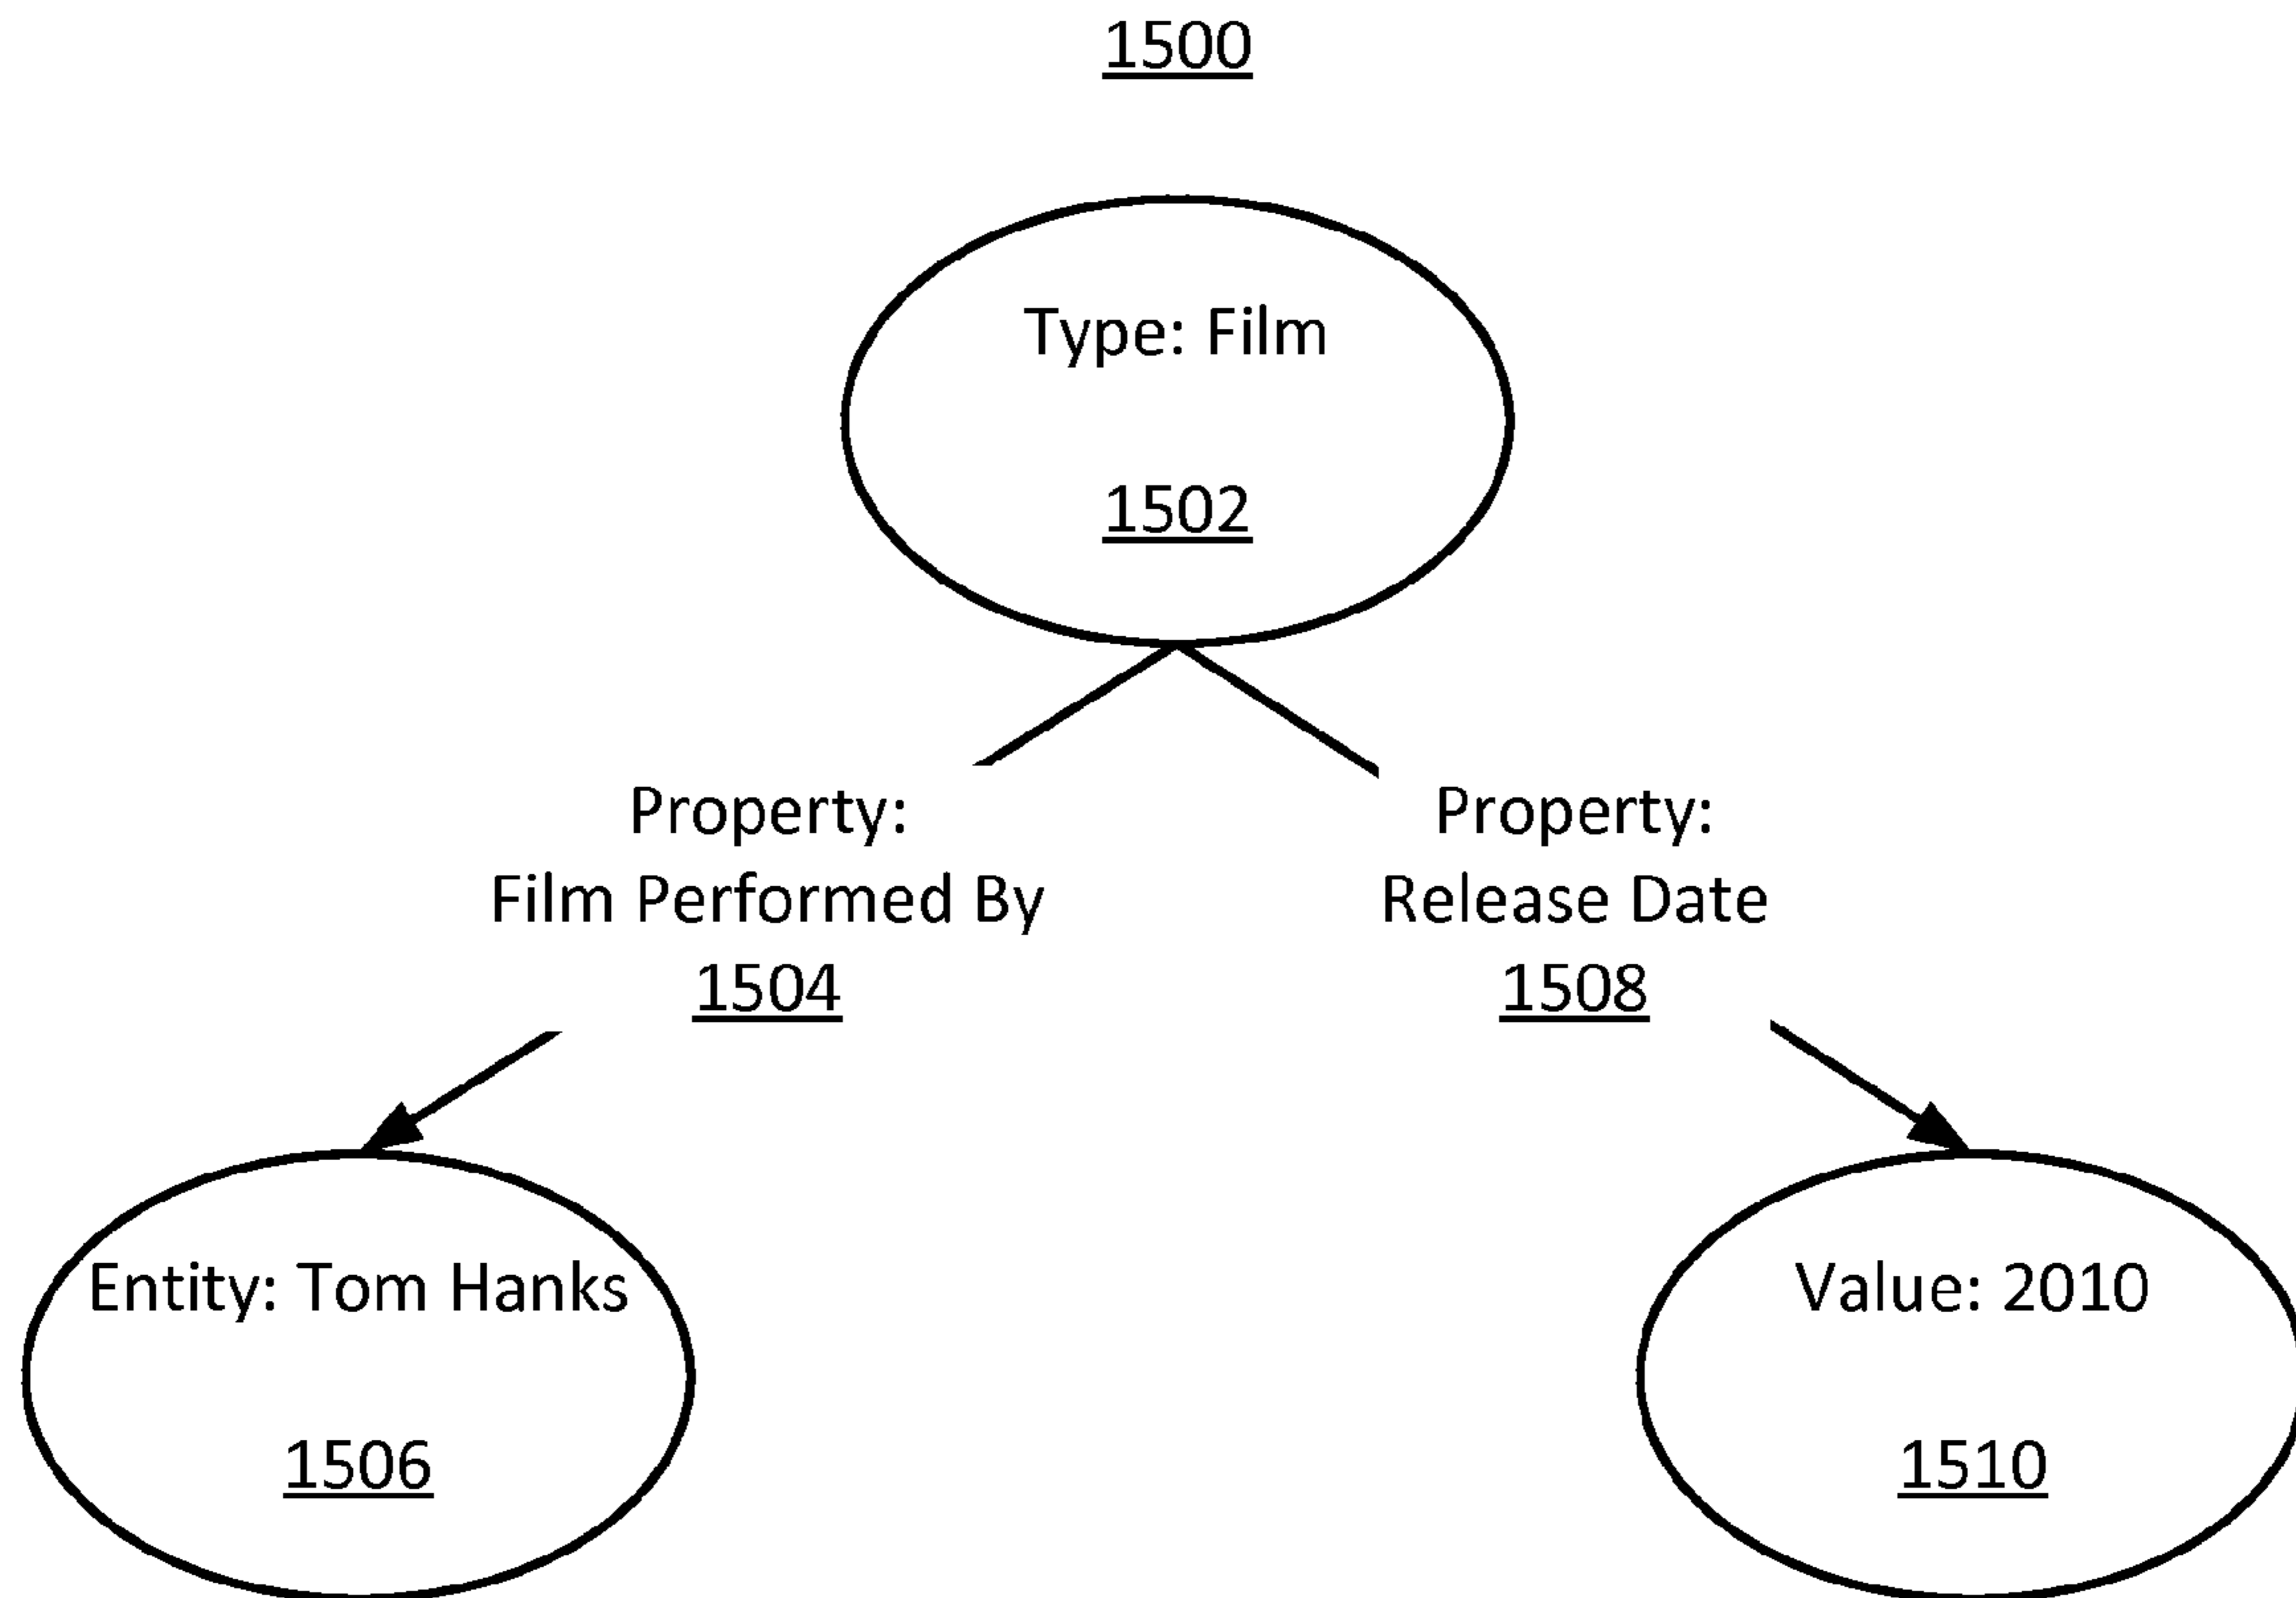 1500
Type: Film
1502
Property:
Film Performed By
1504
Property:
Release Date
1508
Entity: Tom Hanks
1506
Value: 2010
1510